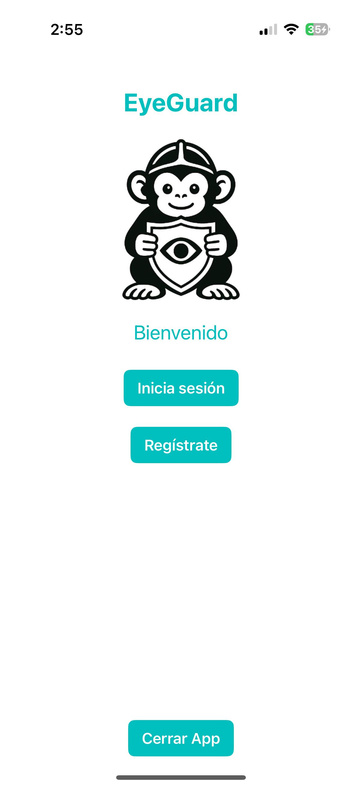 2:55
35
EyeGuard
Bienvenido
Inicia sesión
Regístrate
Cerrar App